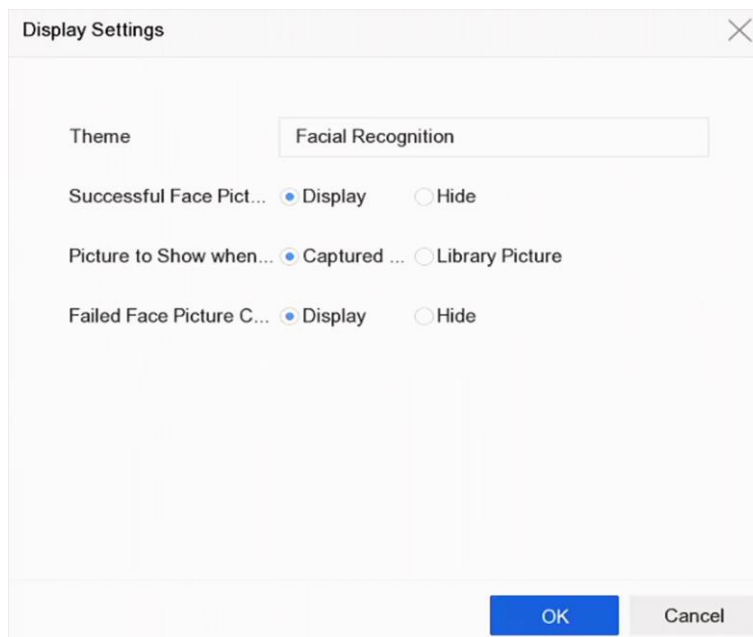 Display Settings
Theme Facial Recognition
Successful Face Pict... Display Hide
Picture to Show when... Captured ... Library Picture
Failed Face Picture C... Display Hide
OK Cancel